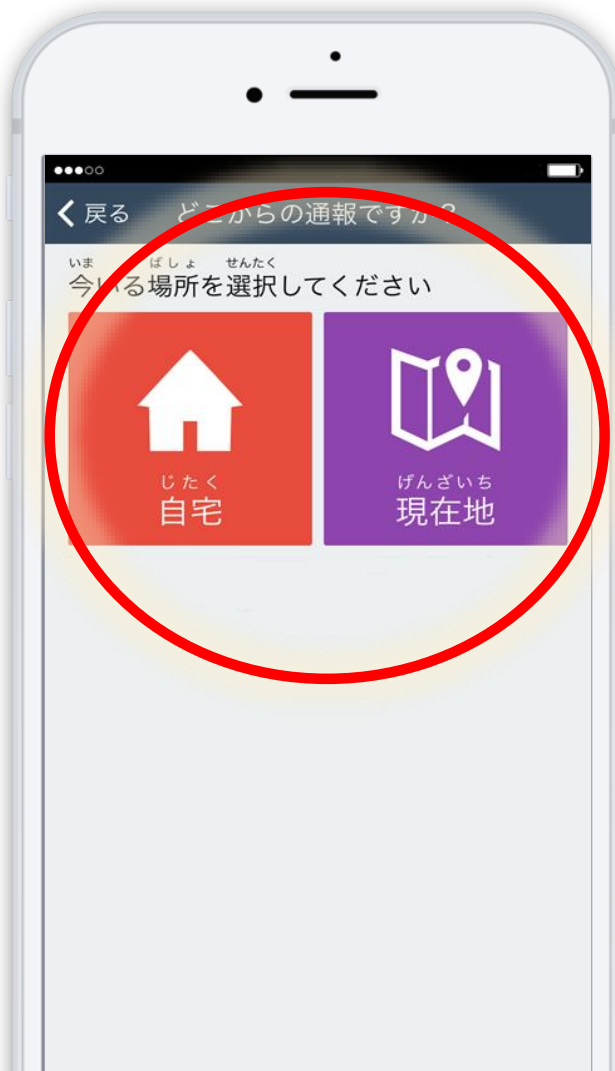 戻る どこからの通報ですか?
いま ばしょ せんたく
今いる場所を選択してください
じたく げんざいち
自宅 現在地